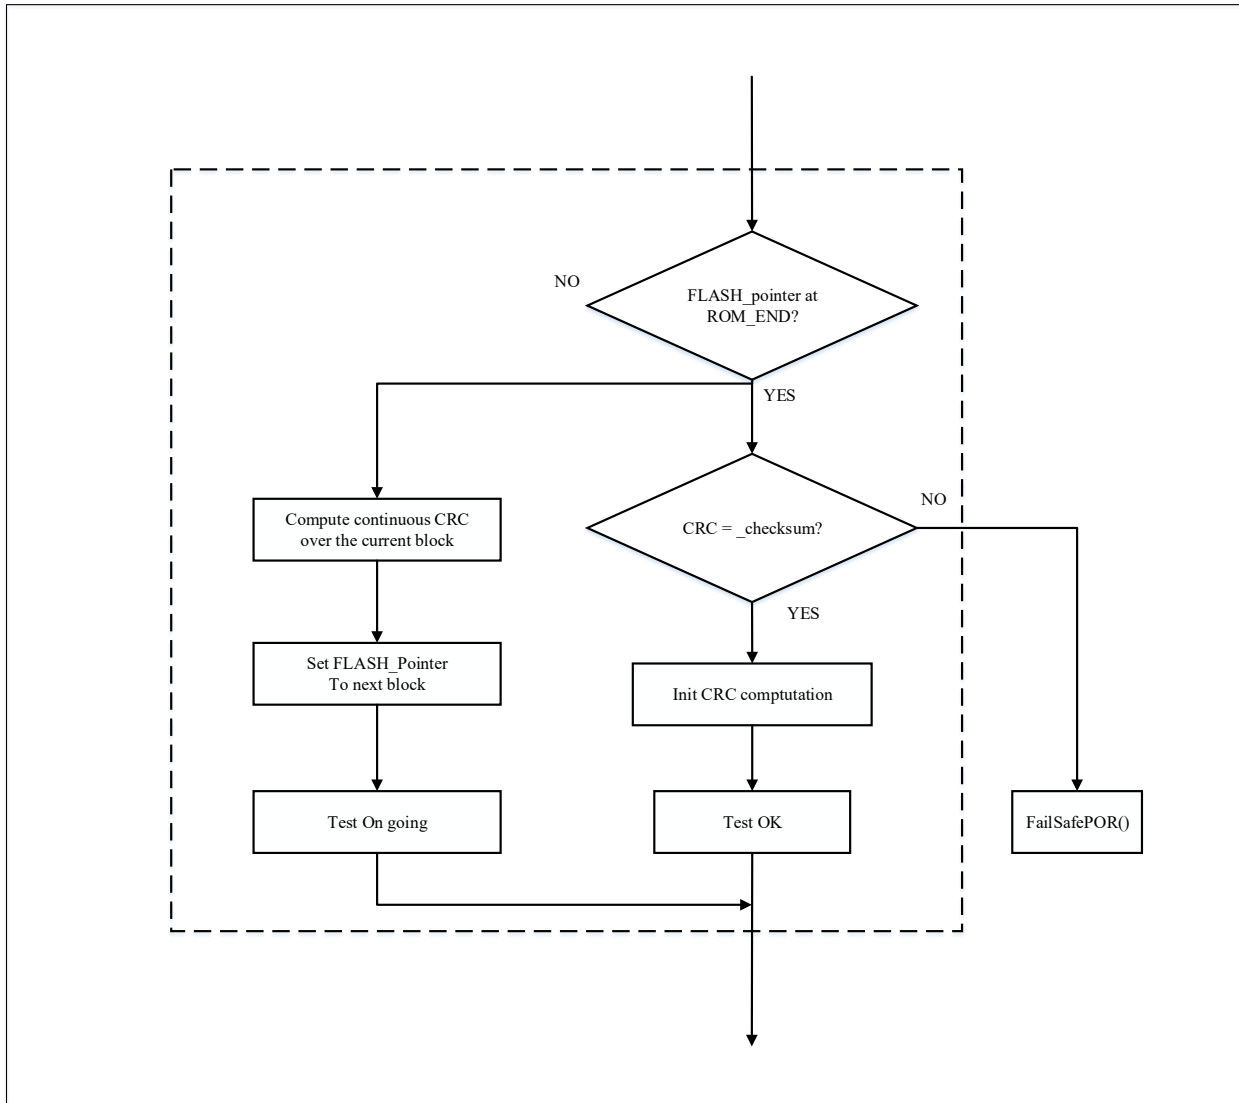 NO
FLASH_pointer at
ROM_END?
YES
Compute continuous CRC
over the current block
CRC = _checksum?
NO
YES
Set FLASH_Pointer
To next block
Init CRC comptutation
Test On going
Test OK
FailSafePOR()